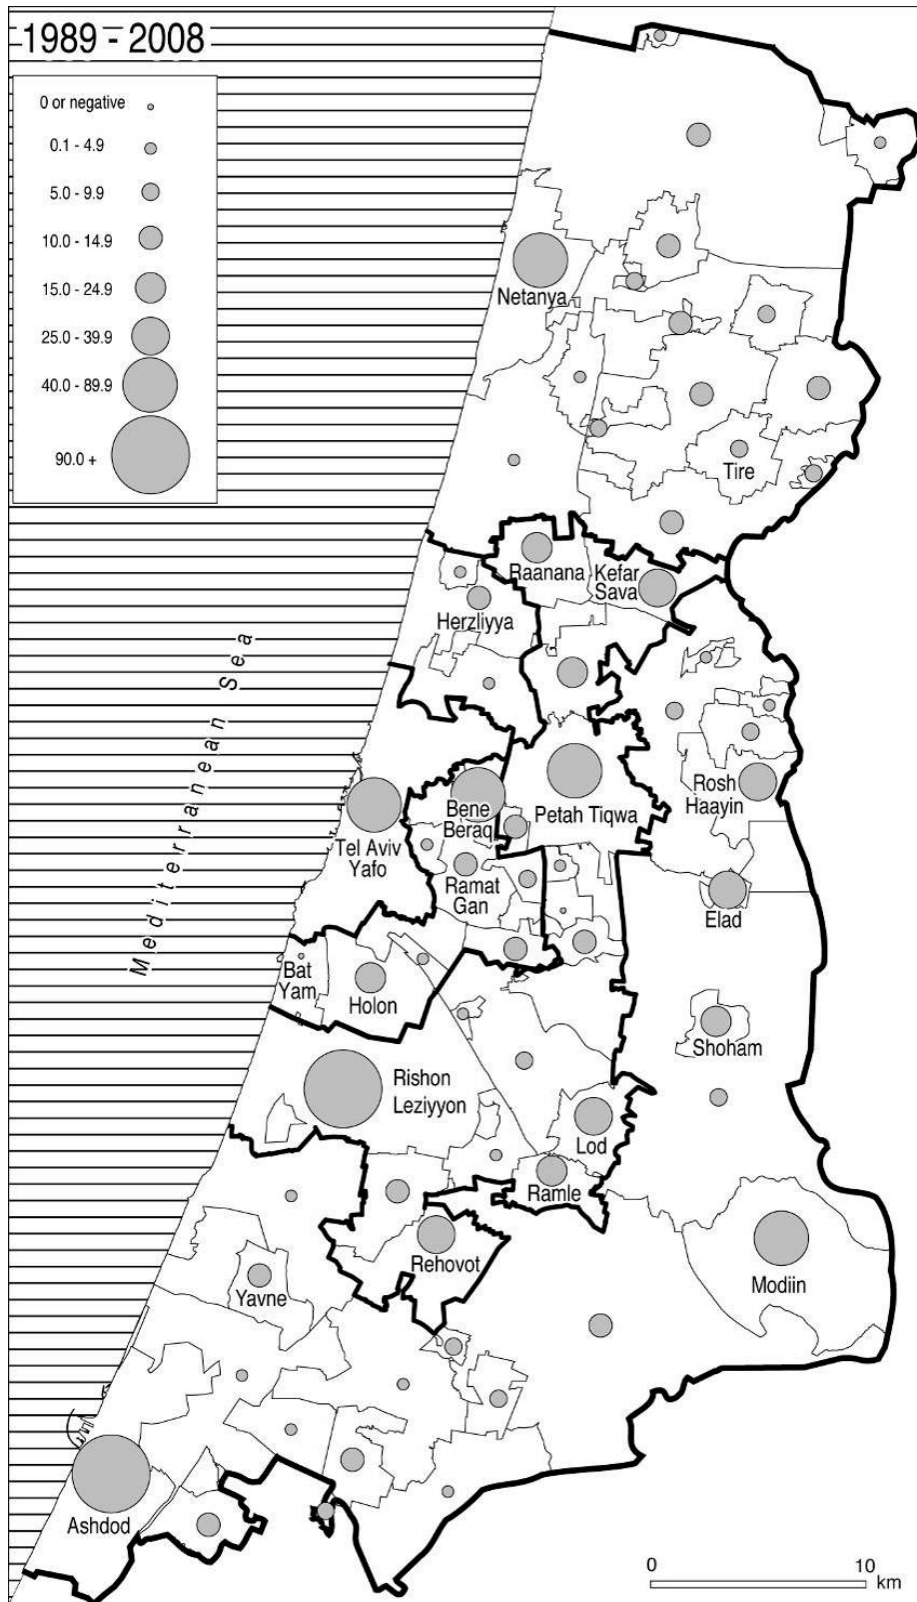 1989 - 2008
0 or negative
0.1 - 4.9
5.0 - 9.9
10.0 - 14.9
15.0 - 24.9
25.0 - 39.9
40.0 - 89.9
90.0 +
Netanya
Tire
Raanana
Kefar
Sava
Herzliyya
Mediterranean Sea
Rosh
Haayin
Petah Tiqwa
Bene
Beraq
Tel Aviv
Yafo
Ramat
Gan
Elad
Bat
Yam
Holon
Shoham
Rishon
Leziyyon
Lod
Ramle
Rehovot
Modiin
Yavne
Ashdod
0 10
km